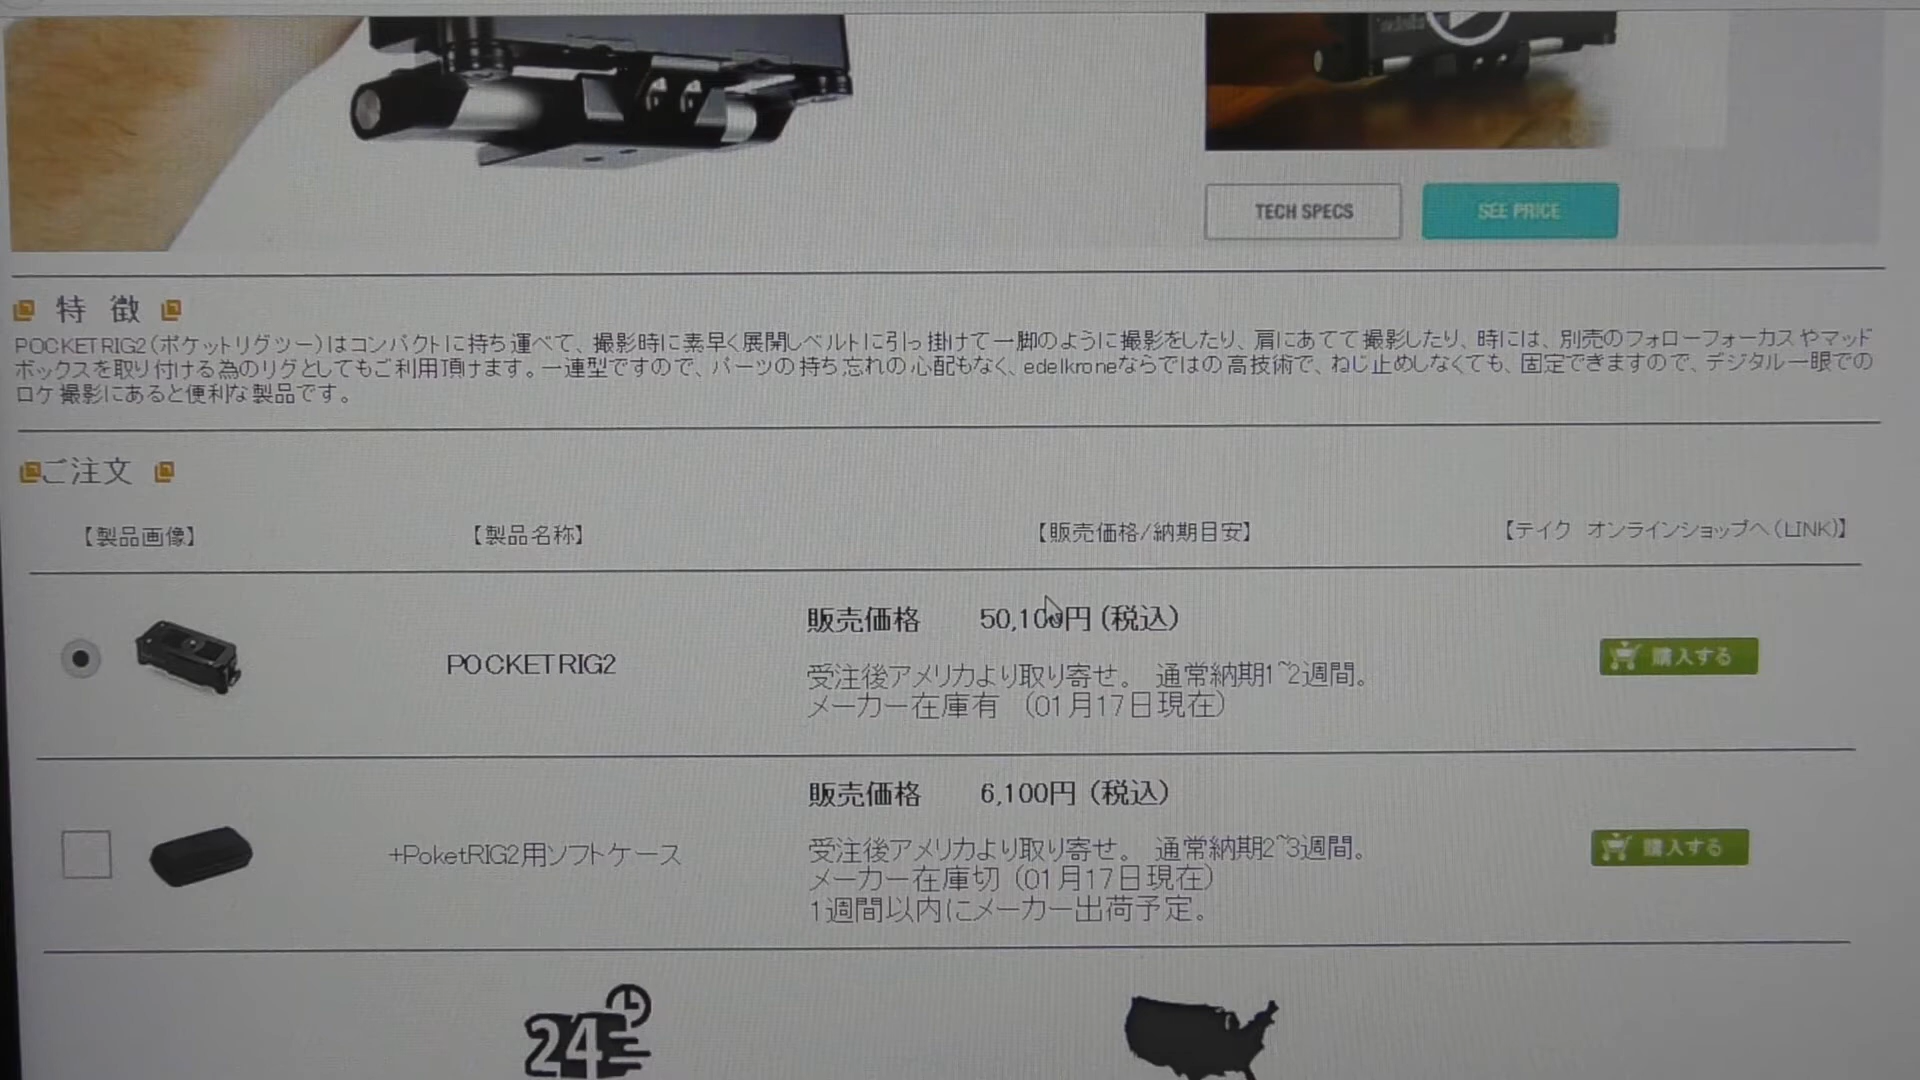 TECH SPECS
SEE PRICE
特 徴
POCKETRIG2(ポケットリグツー)はコンパクトに持ち運べて、撮影時に素早く展開しベルトに引っ掛けて一脚のように撮影をしたり、肩にあてて撮影したり、時には、別売のフォローフォーカスやマッド
ボックスを取り付ける為のリグとしてもご利用頂けます。一連型ですので、パーツの持ち忘れの心配もなく、edelkroneならではの高技術で、ねじ止めしなくても、固定できますので、デジタル一眼での
ロケ撮影にあると便利な製品です。
ご注文
【製品画像】 【製品名称】 【販売価格/納期目安】 【テイク オンラインショップへ(LINK)】
販売価格 50,100円(税込)
POCKETRIG2
受注後アメリカより取り寄せ。 通常納期1~2週間。
メーカー在庫有 (01月17日現在)
購入する
販売価格 6,100円(税込)
+PoketRIG2用ソフトケース
受注後アメリカより取り寄せ。 通常納期2~3週間。
メーカー在庫切(01月17日現在)
1週間以内にメーカー出荷予定。
購入する
24